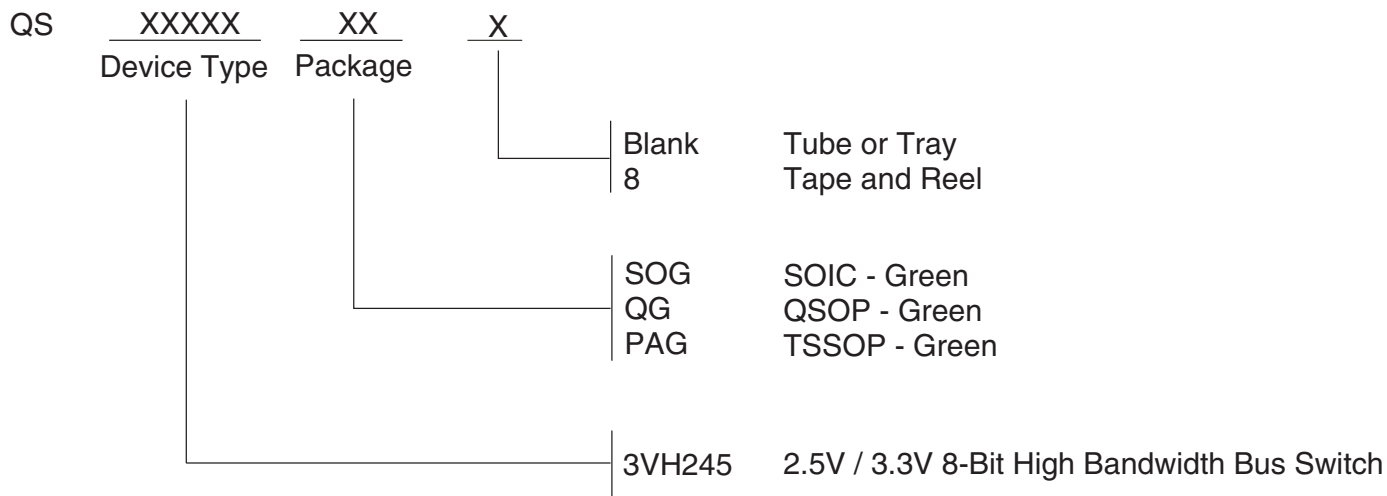 QS XXXXX XX X
Device Type Package
Blank Tube or Tray
8 Tape and Reel
SOG SOIC - Green
QG QSOP - Green
PAG TSSOP - Green
3VH245 2.5V / 3.3V 8-Bit High Bandwidth Bus Switch